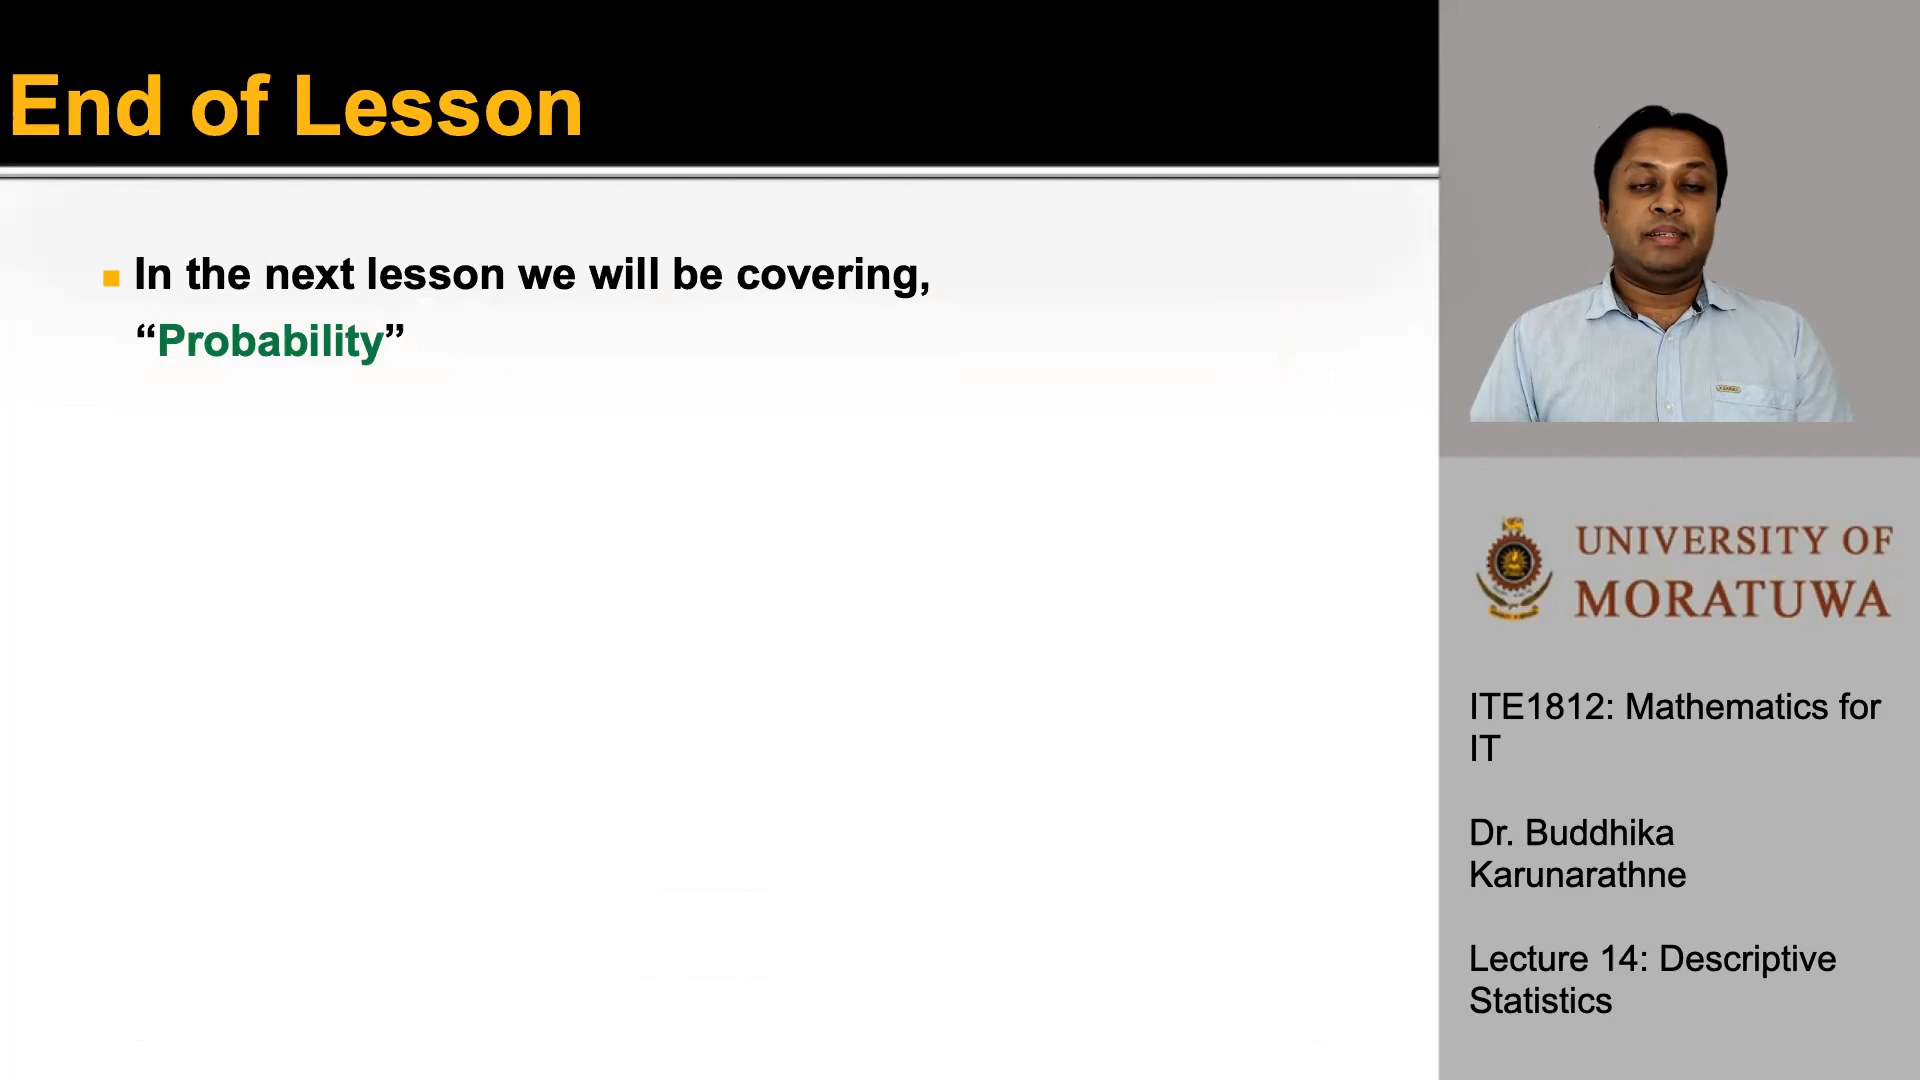 End of Lesson
In the next lesson we will be covering,
“Probability”
UNIVERSITY OF
MORATUWA
ITE1812: Mathematics for
IT
Dr. Buddhika
Karunarathne
Lecture 14: Descriptive
Statistics